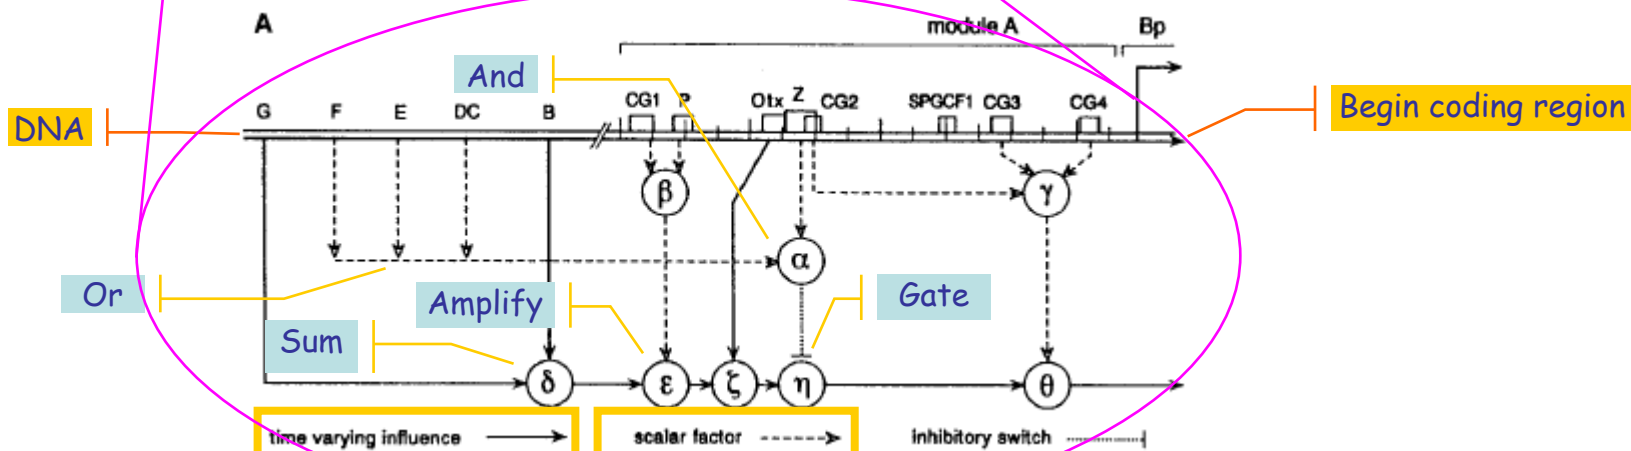 A
module A
Bp
And
G
F
E
DC
B
CG1
P
Otx
Z
CG2
SPGCF1
CG3
CG4
DNA
Begin coding region
β
γ
α
Or
Amplify
Gate
Sum
δ
ε
ζ
η
θ
time varying influence
scalar factor
inhibitory switch